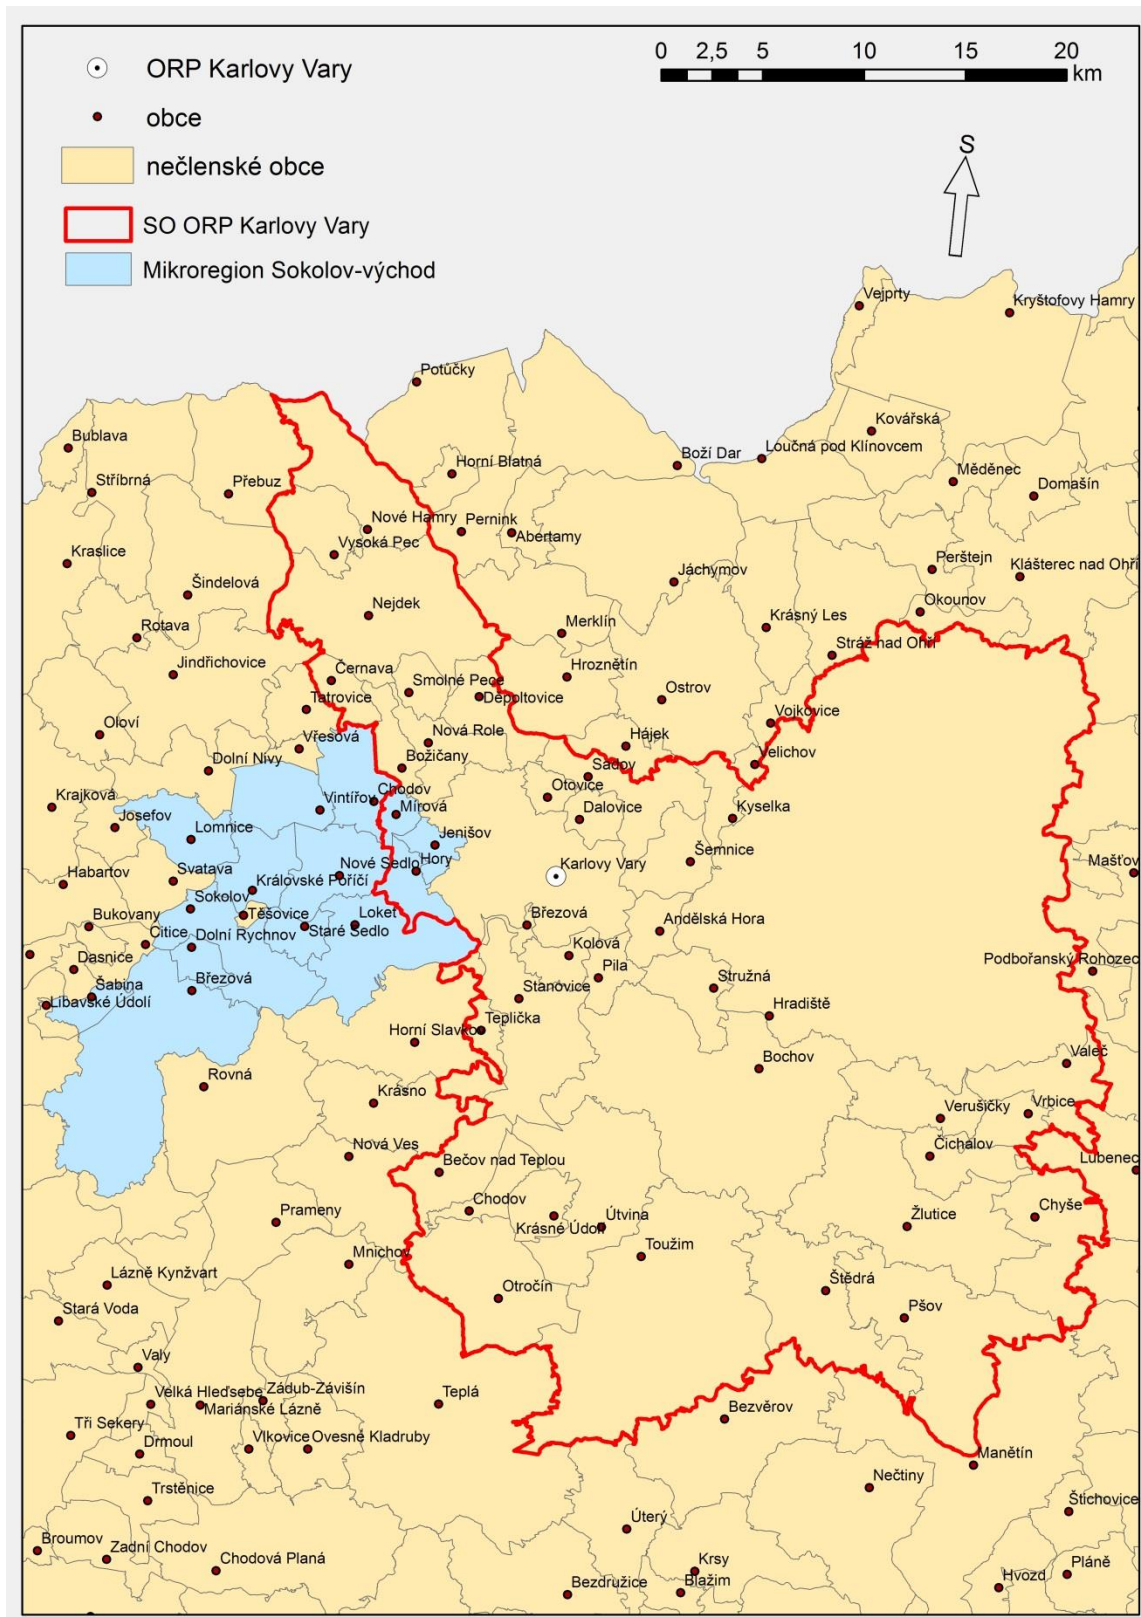 ORP Karlovy Vary
obce
nečlenské obce
SO ORP Karlovy Vary
Mikroregion Sokolov-východ
0 2,5 5 10 15 20
km
S
Vejprty
Kryštofovy Hamry
Potůčky
Kovářská
Bublava
Boží Dar
Loučná pod Klínovcem
Horní Blatná
Měděnec
Stříbrná
Přebuz
Domašín
Nové Hamry
Pernink
Abertamy
Vysoká Pec
Kraslice
Perštejn
Klášterec nad Ohří
Jáchymov
Šindelová
Okounov
Nejdek
Krásný Les
Rotava
Merklín
Stráž nad Ohří
Jindřichovice
Černava
Hroznětín
Smolné Pece
Děpoltovice
Ostrov
Tatrovice
Vojkovice
Oloví
Nová Role
Hájek
Vřesová
Božičany
Velichov
Dolní Nivy
Sadov
Otovice
Krajková
Vintířov
Chodov
Mírová
Dalovice
Kyselka
Josefov
Lomnice
Jenišov
Šemnice
Mašťov
Habartov
Svatava
Královské Poříčí
Nové Sedlo
Hory
Karlovy Vary
Sokolov
Těšovice
Bukovany
Citice
Dolní Rychnov
Staré Sedlo
Loket
Březová
Andělská Hora
Kolová
Podbořanský Rohozec
Dasnice
Šabina
Březová
Pila
Stružná
Libavské Údolí
Stanovice
Hradiště
Teplička
Horní Slavkov
Bochov
Valeč
Rovná
Krásno
Verušičky
Vrbice
Nová Ves
Bečov nad Teplou
Čichalov
Lubenec
Chodov
Krásné Údolí
Útvina
Žlutice
Chyše
Prameny
Toužim
Mnichov
Lázně Kynžvart
Otročín
Štědrá
Stará Voda
Pšov
Valy
Velká Hleďsebe
Zádub-Závišín
Mariánské Lázně
Teplá
Bezvěrov
Tři Sekery
Drmoul
Vlkovice
Ovesné Kladruby
Manětín
Nečtiny
Trstěnice
Štichovice
Úterý
Broumov
Zadní Chodov
Chodová Planá
Krsy
Bezdružice
Blažim
Hvozd
Pláně